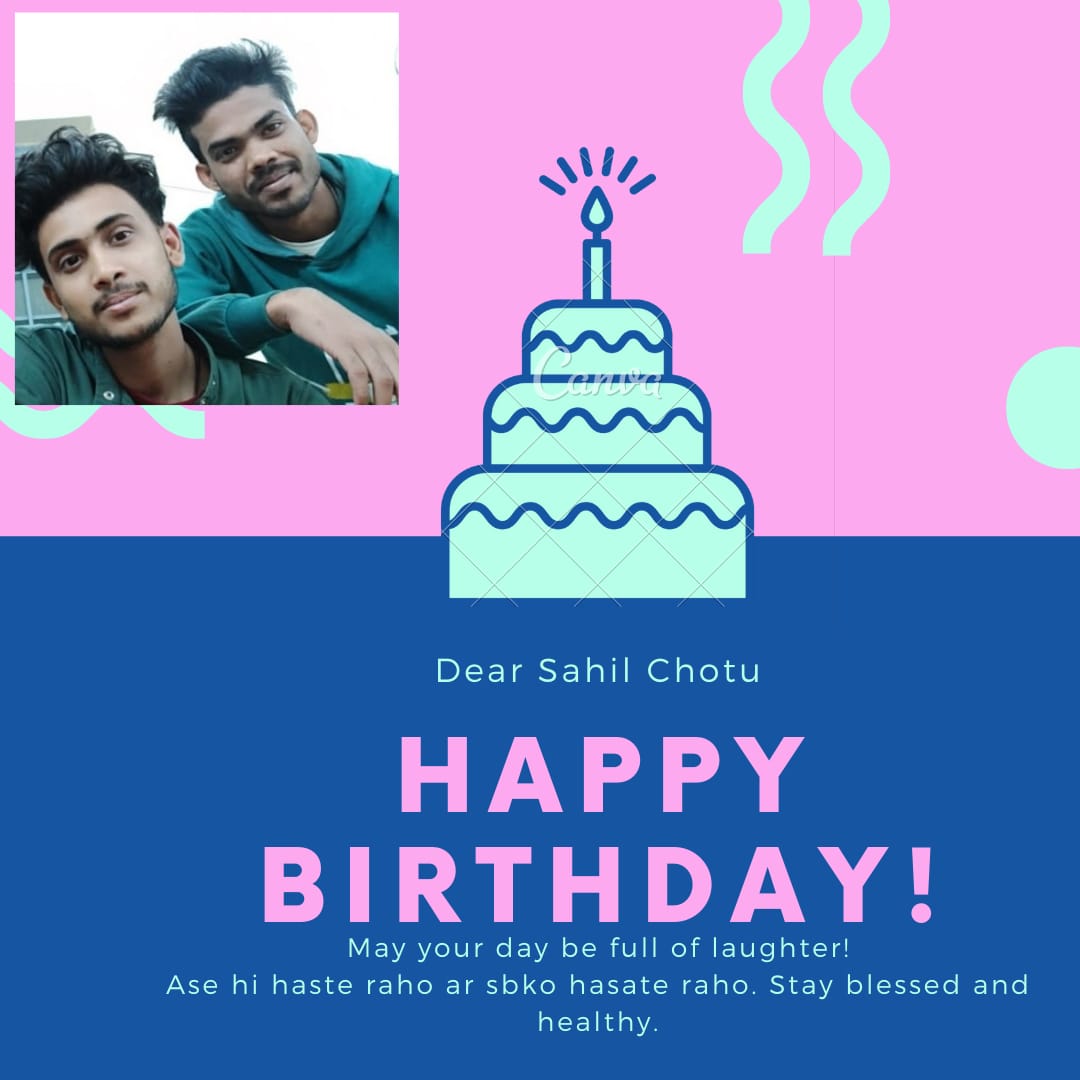 Canva
Dear Sahil Chotu
HAPPY
BIRTHDAY!
May your day be full of laughter!
Ase hi haste raho ar sbko hasate raho. Stay blessed and
healthy.